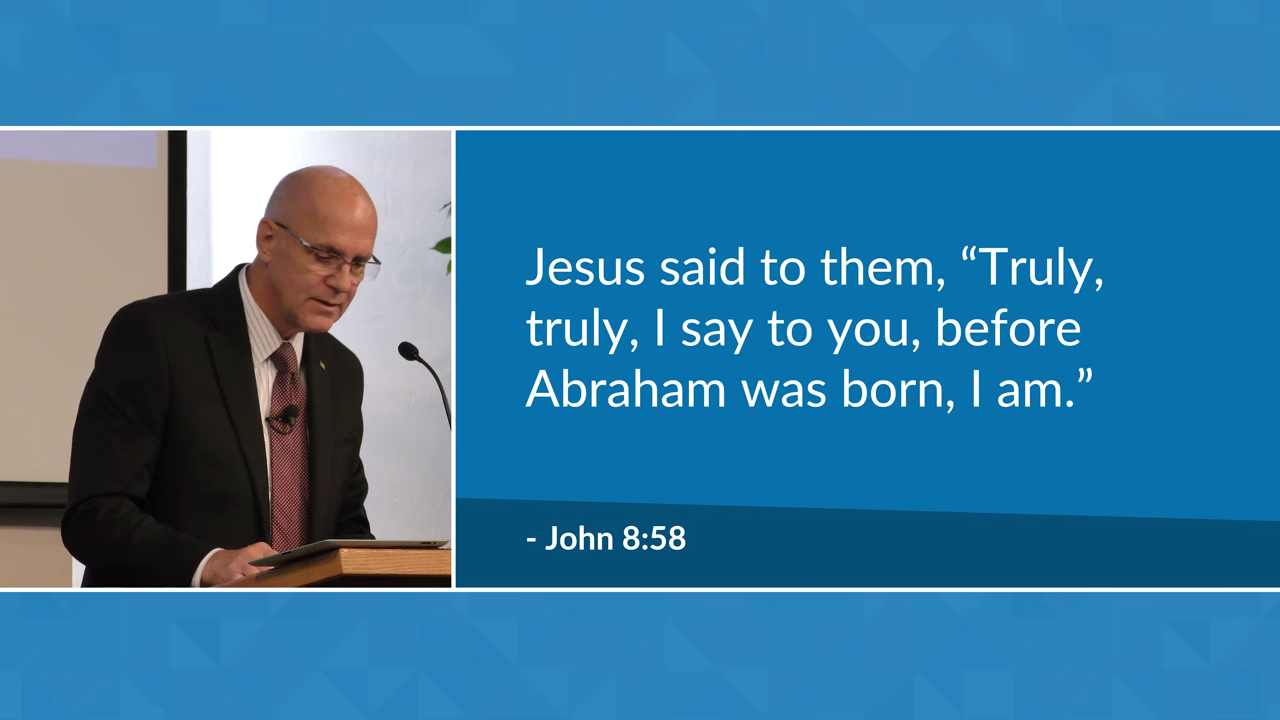 Jesus said to them, “Truly,
truly, I say to you, before
Abraham was born, I am.”
- John 8:58